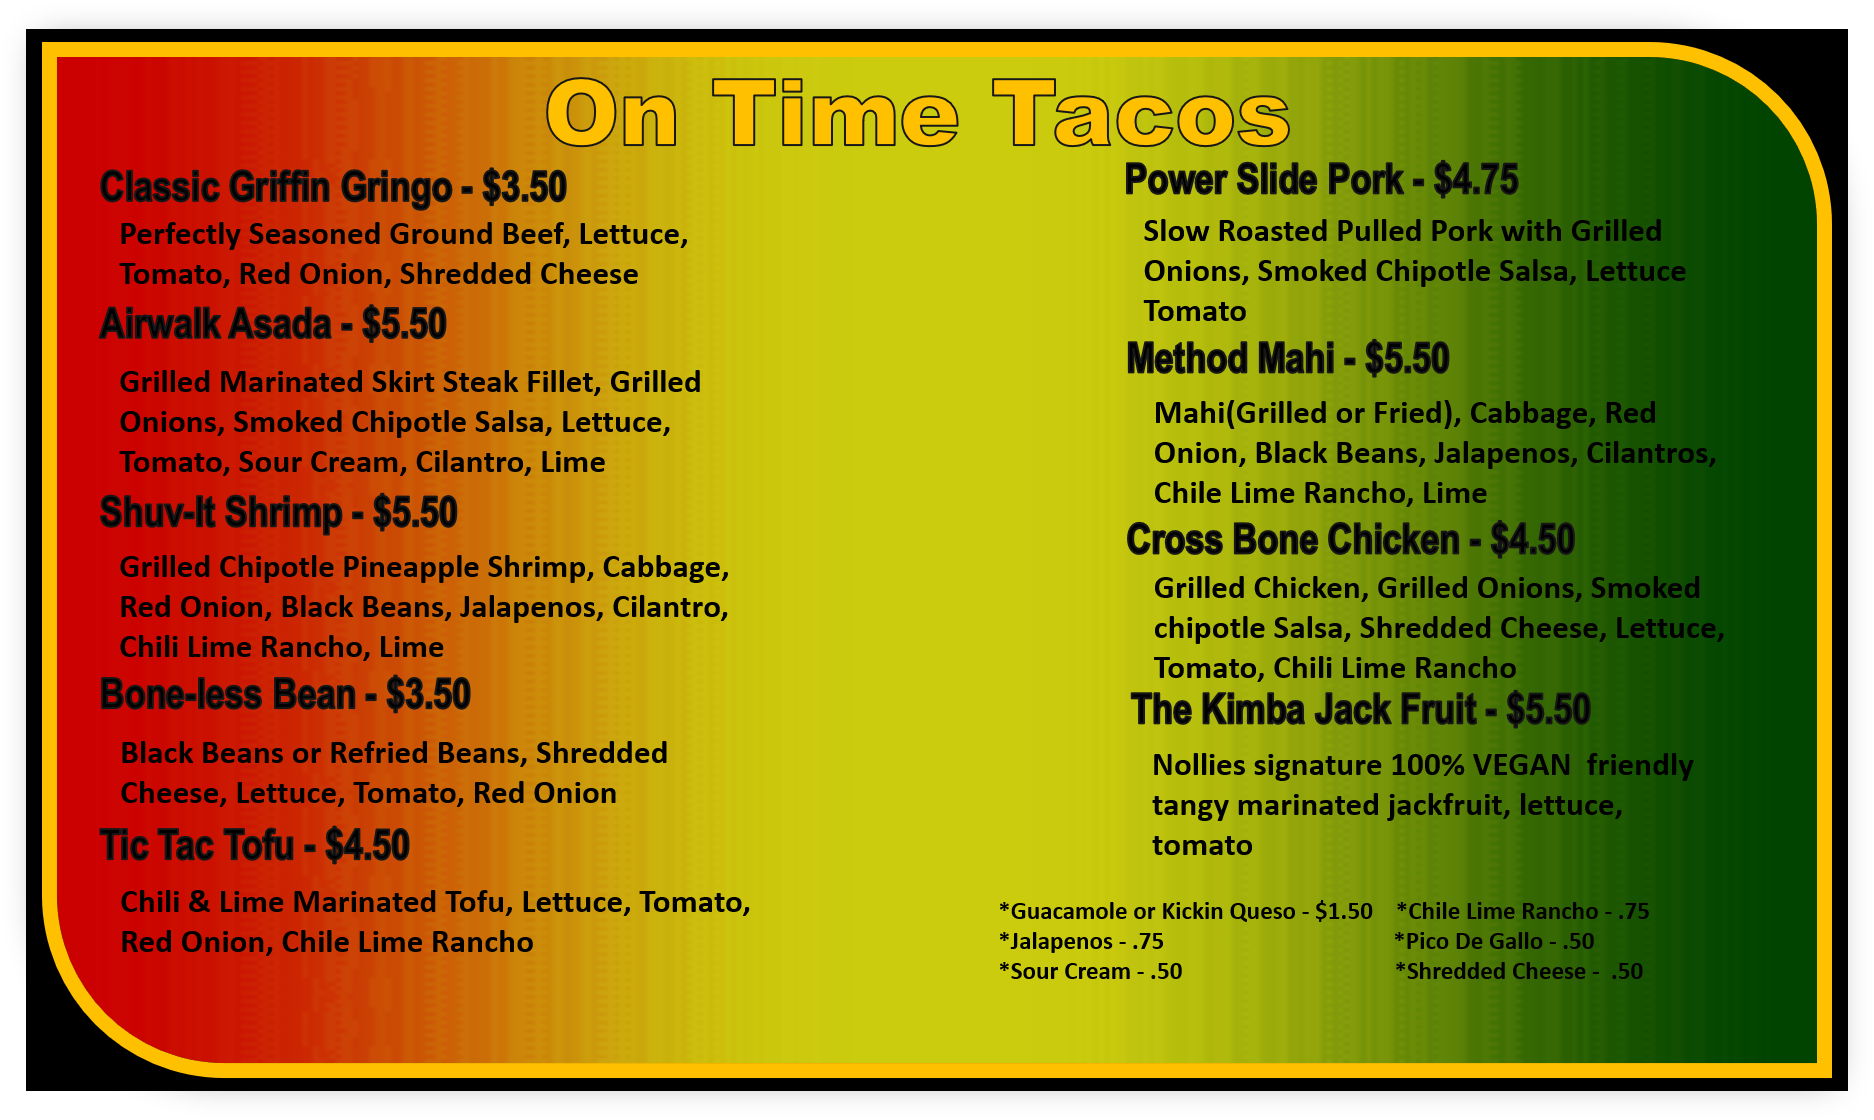 On Time Tacos
Classic Griffin Gringo - $3.50
Perfectly Seasoned Ground Beef, Lettuce,
Tomato, Red Onion, Shredded Cheese
Airwalk Asada - $5.50
Grilled Marinated Skirt Steak Fillet, Grilled
Onions, Smoked Chipotle Salsa, Lettuce,
Tomato, Sour Cream, Cilantro, Lime
Shuv-It Shrimp - $5.50
Grilled Chipotle Pineapple Shrimp, Cabbage,
Red Onion, Black Beans, Jalapenos, Cilantro,
Chili Lime Rancho, Lime
Bone-less Bean - $3.50
Black Beans or Refried Beans, Shredded
Cheese, Lettuce, Tomato, Red Onion
Tic Tac Tofu - $4.50
Chili & Lime Marinated Tofu, Lettuce, Tomato,
Red Onion, Chile Lime Rancho
Power Slide Pork - $4.75
Slow Roasted Pulled Pork with Grilled
Onions, Smoked Chipotle Salsa, Lettuce
Tomato
Method Mahi - $5.50
Mahi(Grilled or Fried), Cabbage, Red
Onion, Black Beans, Jalapenos, Cilantros,
Chile Lime Rancho, Lime
Cross Bone Chicken - $4.50
Grilled Chicken, Grilled Onions, Smoked
chipotle Salsa, Shredded Cheese, Lettuce,
Tomato, Chili Lime Rancho
The Kimba Jack Fruit - $5.50
Nollies signature 100% VEGAN  friendly
tangy marinated jackfruit, lettuce,
tomato
*Guacamole or Kickin Queso - $1.50 *Chile Lime Rancho - .75
*Jalapenos - .75 *Pico De Gallo - .50
*Sour Cream - .50 *Shredded Cheese -  .50